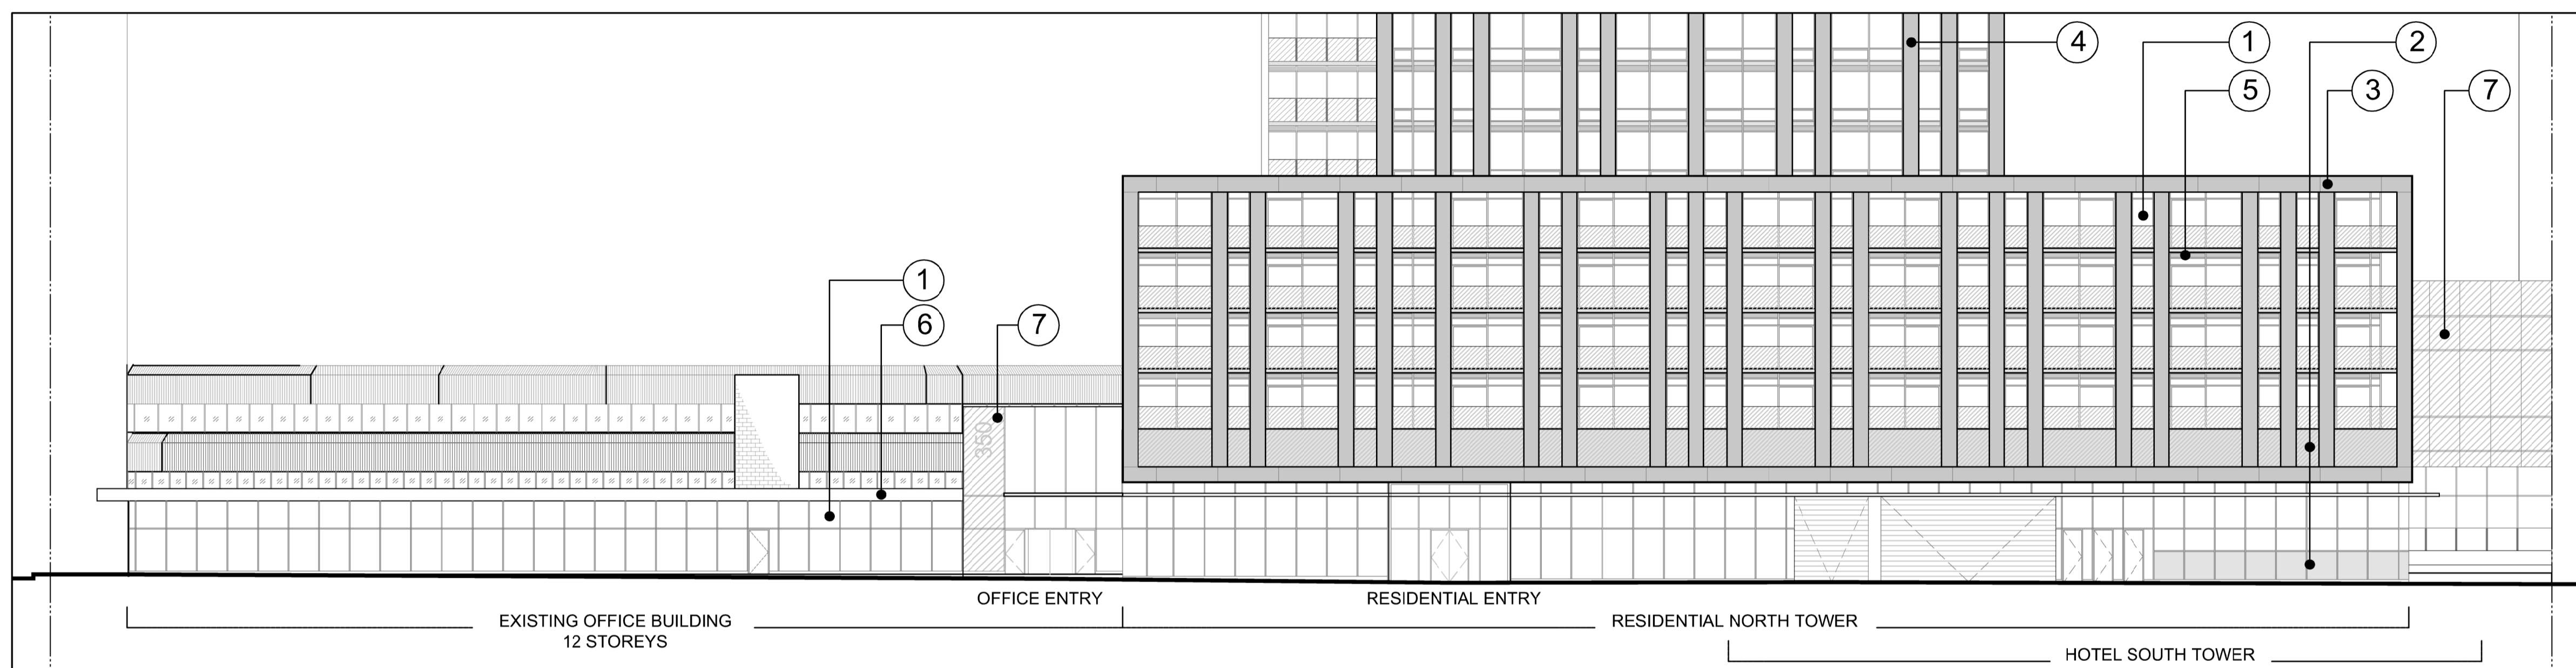 4
1
2
5
3
7
1
6
7
350
OFFICE ENTRY
RESIDENTIAL ENTRY
EXISTING OFFICE BUILDING
12 STOREYS
RESIDENTIAL NORTH TOWER
HOTEL SOUTH TOWER